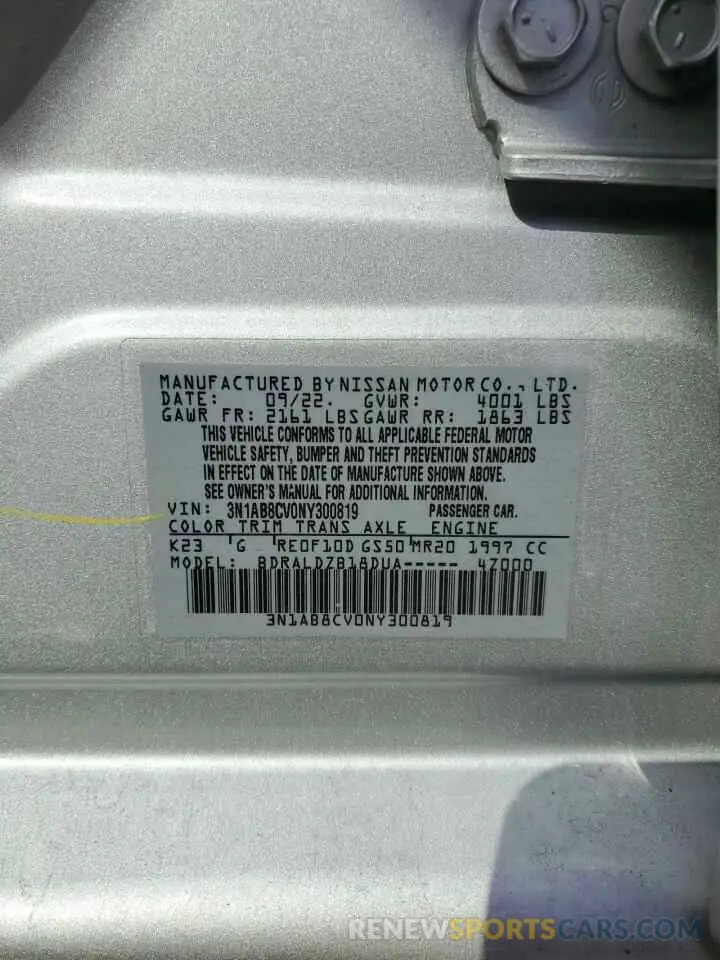 MANUFACTURED BY NISSAN MOTOR CO., LTD.
DATE: 09/22. GVWR: 4001 LBS
GAWR FR: 2161 LBS GAWR RR: 1863 LBS
THIS VEHICLE CONFORMS TO ALL APPLICABLE FEDERAL MOTOR
VEHICLE SAFETY, BUMPER AND THEFT PREVENTION STANDARDS
IN EFFECT ON THE DATE OF MANUFACTURE SHOWN ABOVE.
SEE OWNER'S MANUAL FOR ADDITIONAL INFORMATION.
VIN: 3N1AB8CV0NY300819 PASSENGER CAR.
COLOR TRIM TRANS AXLE ENGINE
K23 G RE0F10D GS50 MR20 1997 CC
MODEL: BDRALDZB18DUA----- 4Z000
3N1AB8CV0NY300819
RENEWSPORTSCARS.COM